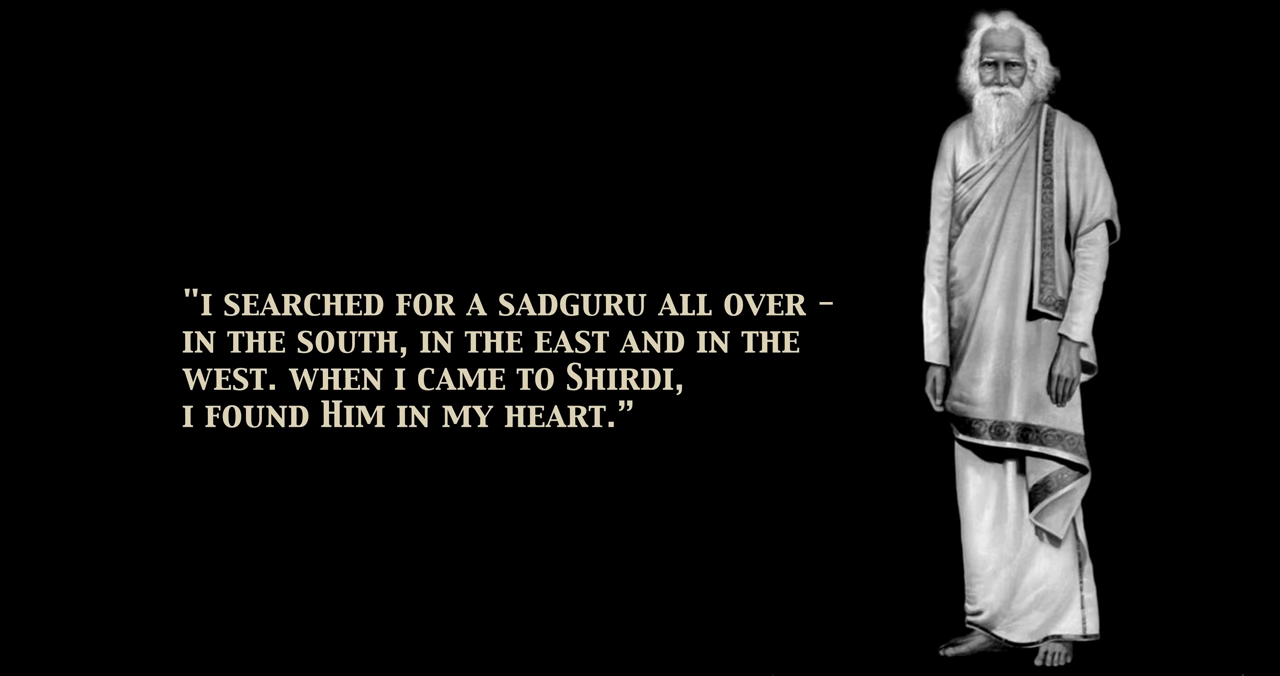 "I SEARCHED FOR A SADGURU ALL OVER -
IN THE SOUTH, IN THE EAST AND IN THE
WEST. WHEN I CAME TO SHIRDI,
I FOUND HIM IN MY HEART.”